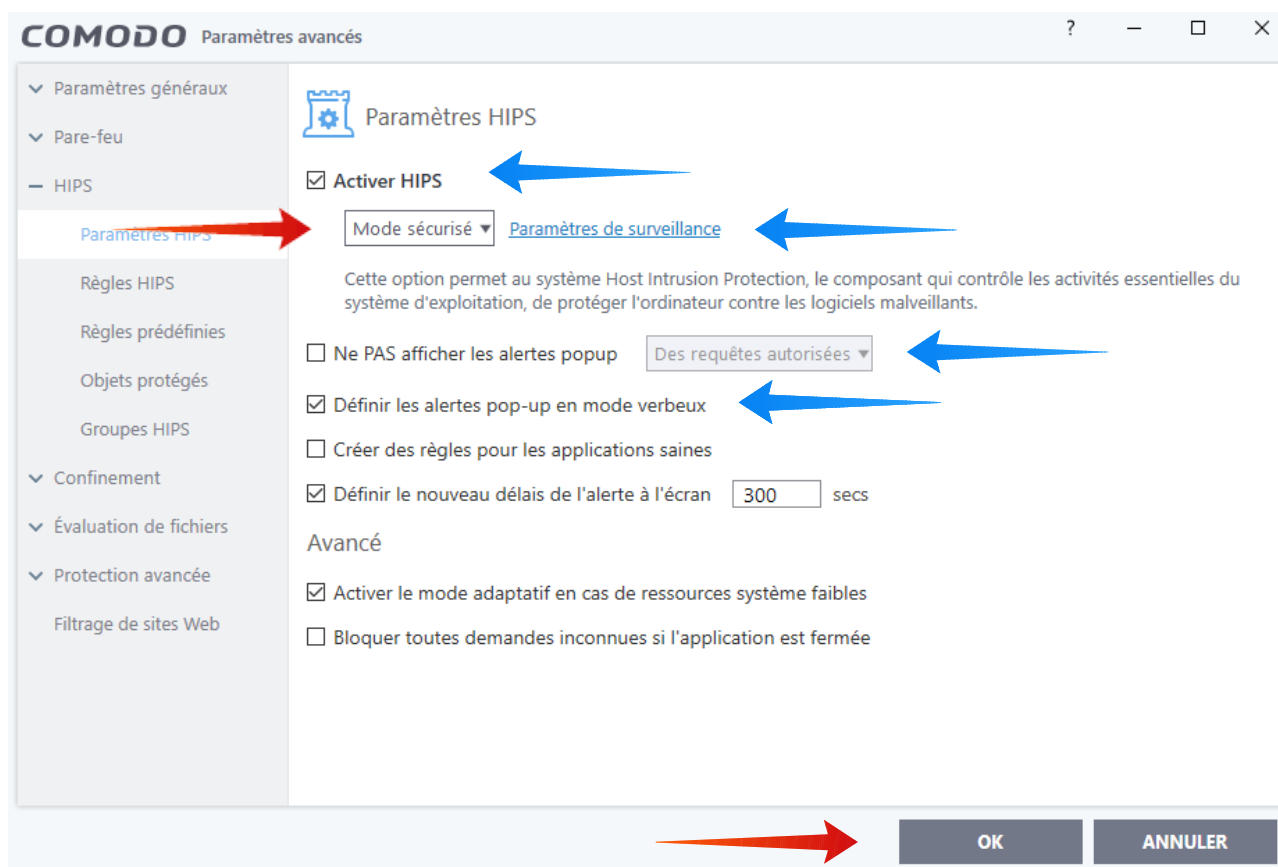 COMODO Paramètres avancés
?
Paramètres généraux
Pare-feu
HIPS
Paramètres HIPS
Règles HIPS
Règles prédéfinies
Objets protégés
Groupes HIPS
Confinement
Évaluation de fichiers
Protection avancée
Filtrage de sites Web
Paramètres HIPS
Activer HIPS
Mode sécurisé Paramètres de surveillance
Cette option permet au système Host Intrusion Protection, le composant qui contrôle les activités essentielles du
système d'exploitation, de protéger l'ordinateur contre les logiciels malveillants.
Ne PAS afficher les alertes popup Des requêtes autorisées
Définir les alertes pop-up en mode verbeux
Créer des règles pour les applications saines
Définir le nouveau délais de l'alerte à l'écran 300 secs
Avancé
Activer le mode adaptatif en cas de ressources système faibles
Bloquer toutes demandes inconnues si l'application est fermée
OK ANNULER